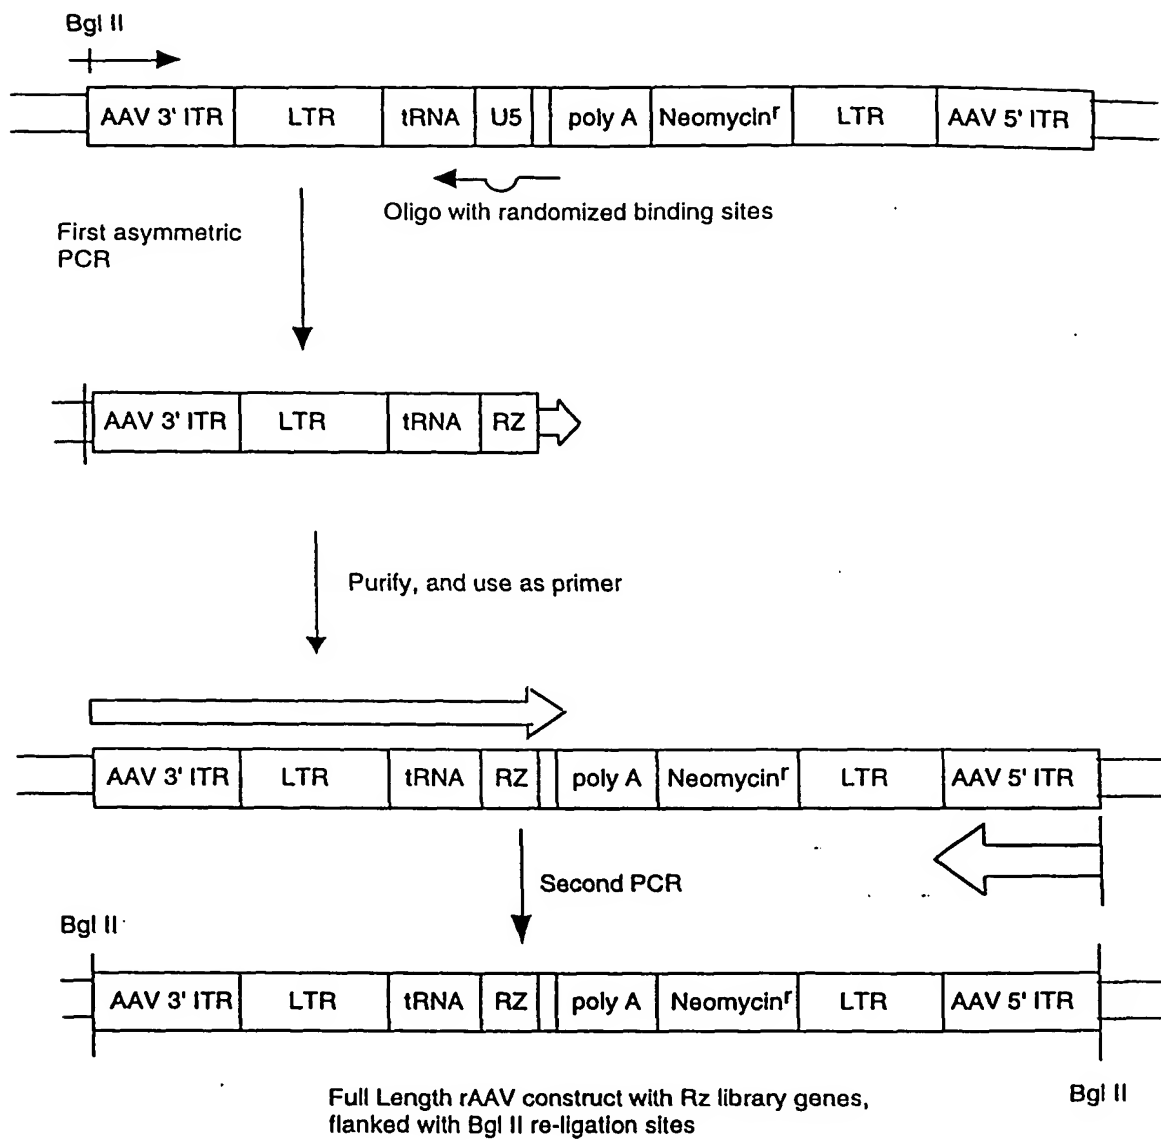 Bgl II
AAV 3' ITR LTR tRNA U5 poly A Neomycinr LTR AAV 5' ITR
Oligo with randomized binding sites
First asymmetric
PCR
AAV 3' ITR LTR tRNA RZ
Purify, and use as primer
AAV 3' ITR LTR tRNA RZ poly A Neomycinr LTR AAV 5' ITR
Second PCR
Bgl II
AAV 3' ITR LTR tRNA RZ poly A Neomycinr LTR AAV 5' ITR
Full Length rAAV construct with Rz library genes,
flanked with Bgl II re-ligation sites
Bgl II